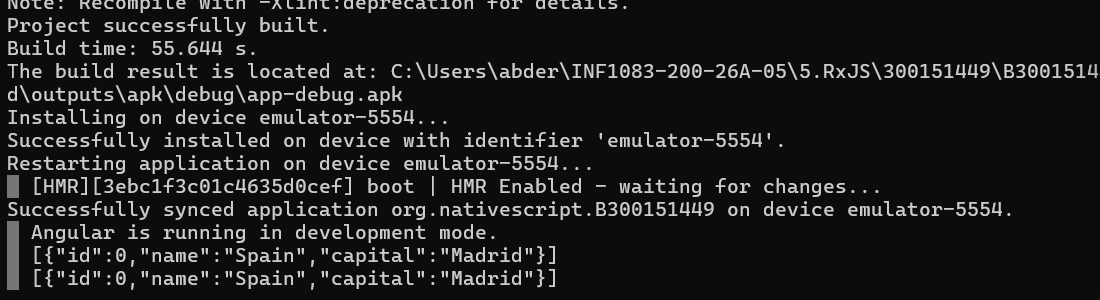 Note: Recompile with -Xlint:deprecation for details.
Project successfully built.
Build time: 55.644 s.
The build result is located at: C:\Users\abder\INF1083-200-26A-05\5.RxJS\300151449\B3001514
d\outputs\apk\debug\app-debug.apk
Installing on device emulator-5554...
Successfully installed on device with identifier 'emulator-5554'.
Restarting application on device emulator-5554...
[HMR][3ebc1f3c01c4635d0cef] boot | HMR Enabled - waiting for changes...
Successfully synced application org.nativescript.B300151449 on device emulator-5554.
Angular is running in development mode.
[{"id":0,"name":"Spain","capital":"Madrid"}]
[{"id":0,"name":"Spain","capital":"Madrid"}]